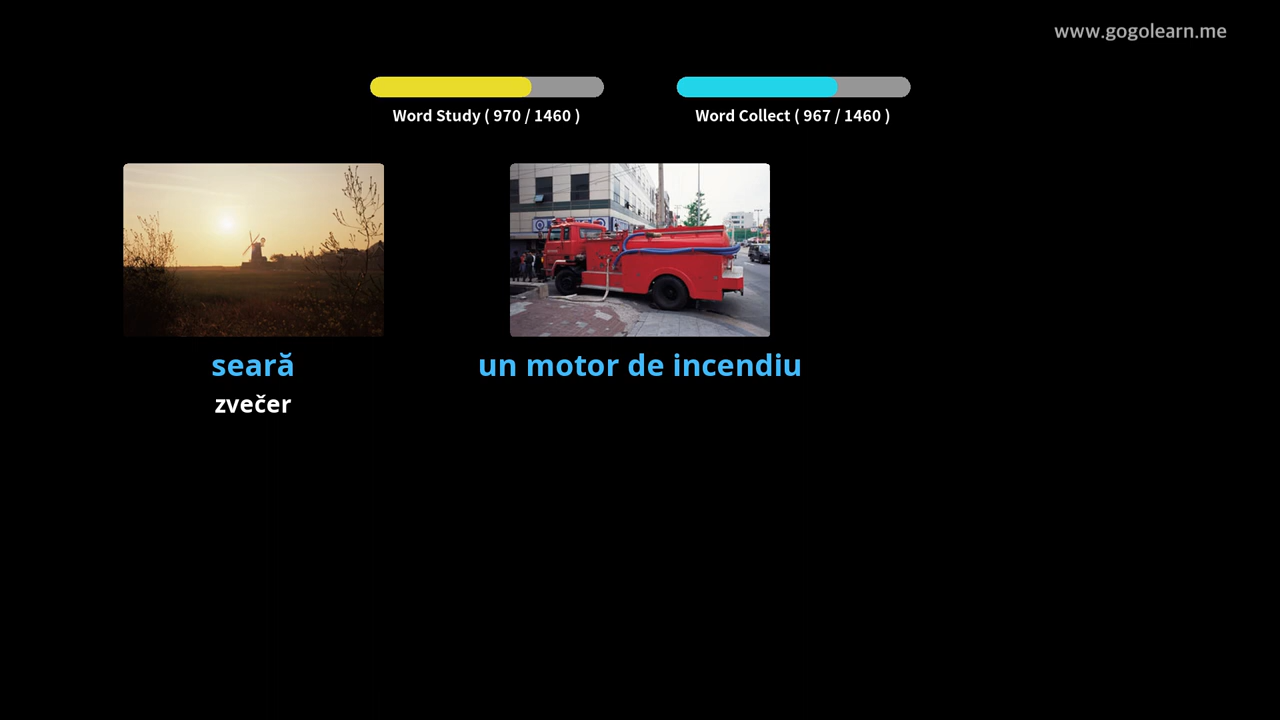 www.gogolearn.me
Word Study ( 970 / 1460 )
Word Collect ( 967 / 1460 )
seară
un motor de incendiu
zvečer